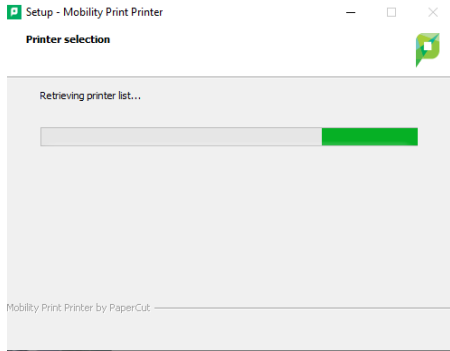 Setup - Mobility Print Printer
Printer selection
Retrieving printer list...
Mobility Print Printer by PaperCut